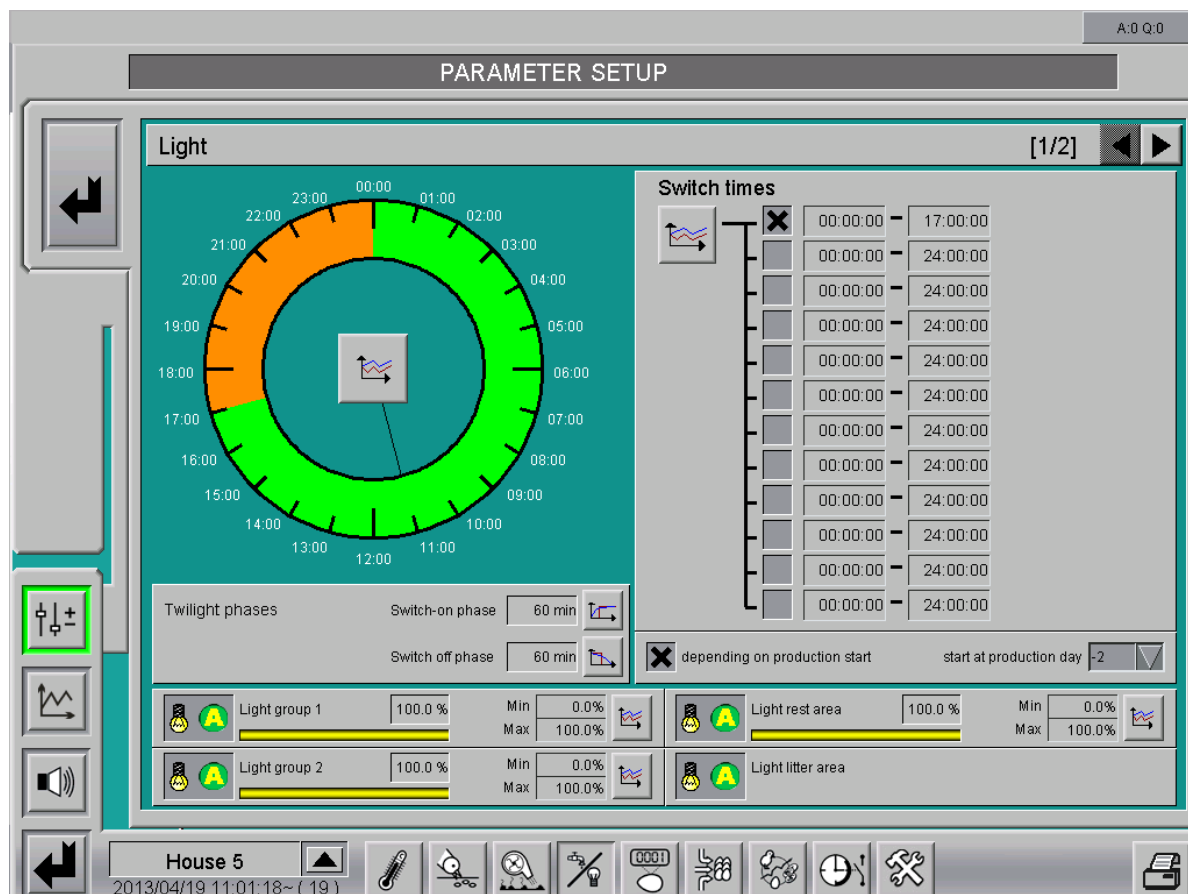 A:0 Q:0
PARAMETER SETUP
Light
[1/2]
00:00
01:00
02:00
03:00
04:00
05:00
06:00
07:00
08:00
09:00
10:00
11:00
12:00
13:00
14:00
15:00
16:00
17:00
18:00
19:00
20:00
21:00
22:00
23:00
Switch times
00:00:00 - 17:00:00
00:00:00 - 24:00:00
00:00:00 - 24:00:00
00:00:00 - 24:00:00
00:00:00 - 24:00:00
00:00:00 - 24:00:00
00:00:00 - 24:00:00
00:00:00 - 24:00:00
00:00:00 - 24:00:00
00:00:00 - 24:00:00
00:00:00 - 24:00:00
00:00:00 - 24:00:00
Twilight phases
Switch-on phase 60 min
Switch off phase 60 min
depending on production start
start at production day -2
A Light group 1 100.0 %
Min 0.0%
Max 100.0%
A Light rest area 100.0 %
Min 0.0%
Max 100.0%
A Light group 2 100.0 %
Min 0.0%
Max 100.0%
A Light litter area
House 5
2013/04/19 11:01:18~ ( 19 )
0001